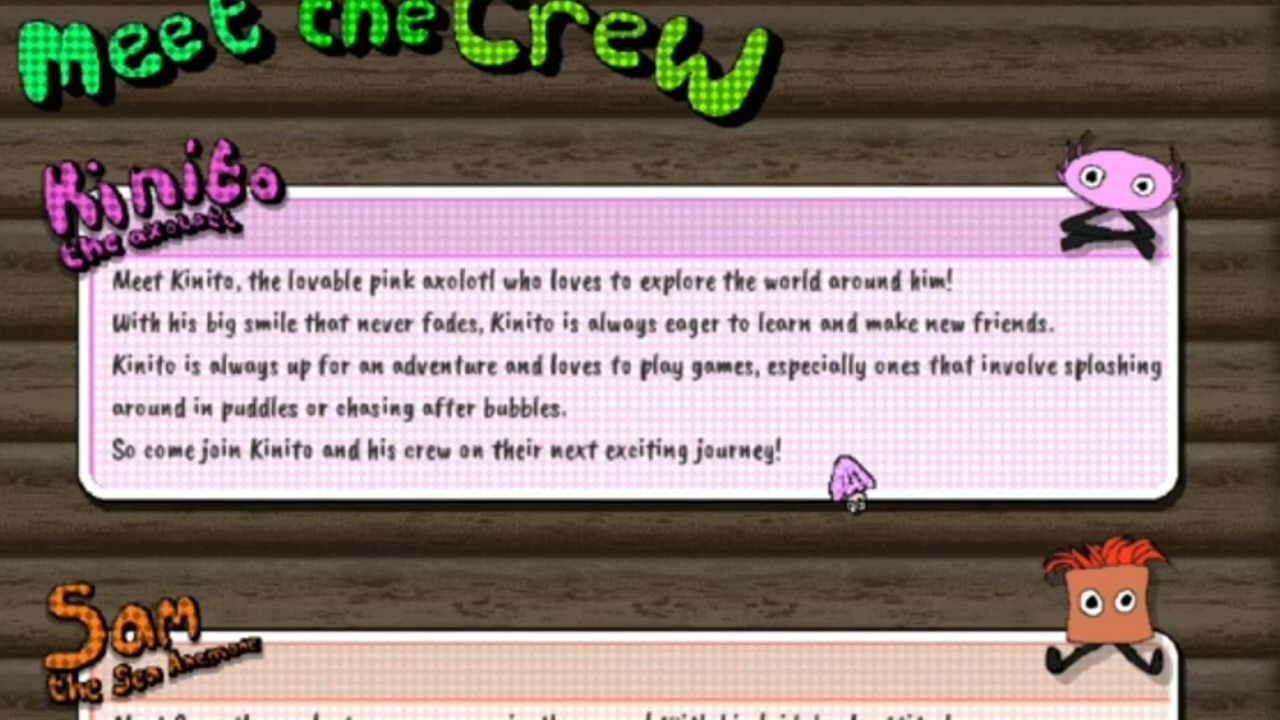 Meet the Crew
Kinito
the axolotl
Meet Kinito, the lovable pink axolotl who loves to explore the world around him!
With his big smile that never fades, Kinito is always eager to learn and make new friends.
Kinito is always up for an adventure and loves to play games, especially ones that involve splashing
around in puddles or chasing after bubbles.
So come join Kinito and his crew on their next exciting journey!
Sam
the Sea Anemone